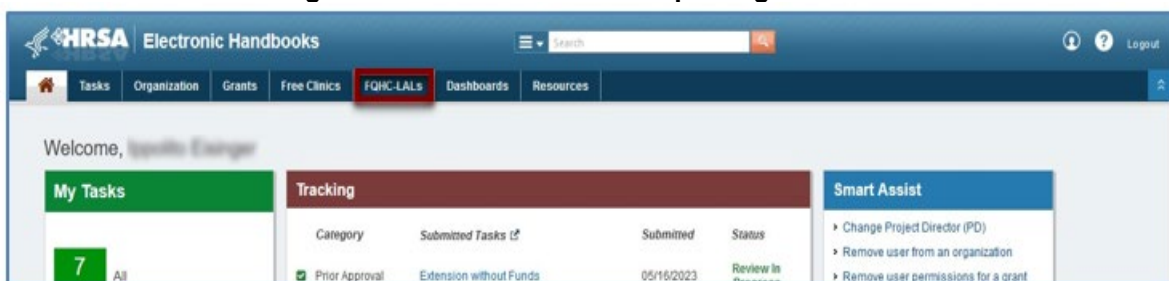 HRSA Electronic Handbooks
Search
Logout
Tasks Organization Grants Free Clinics FQHC-LALs Dashboards Resources
Welcome,
My Tasks
7 All
Tracking
Category Submitted Tasks Submitted Status
Prior Approval Extension without Funds 05/16/2023 Review In
Progress
Smart Assist
Change Project Director (PD)
Remove user from an organization
Remove user permissions for a grant